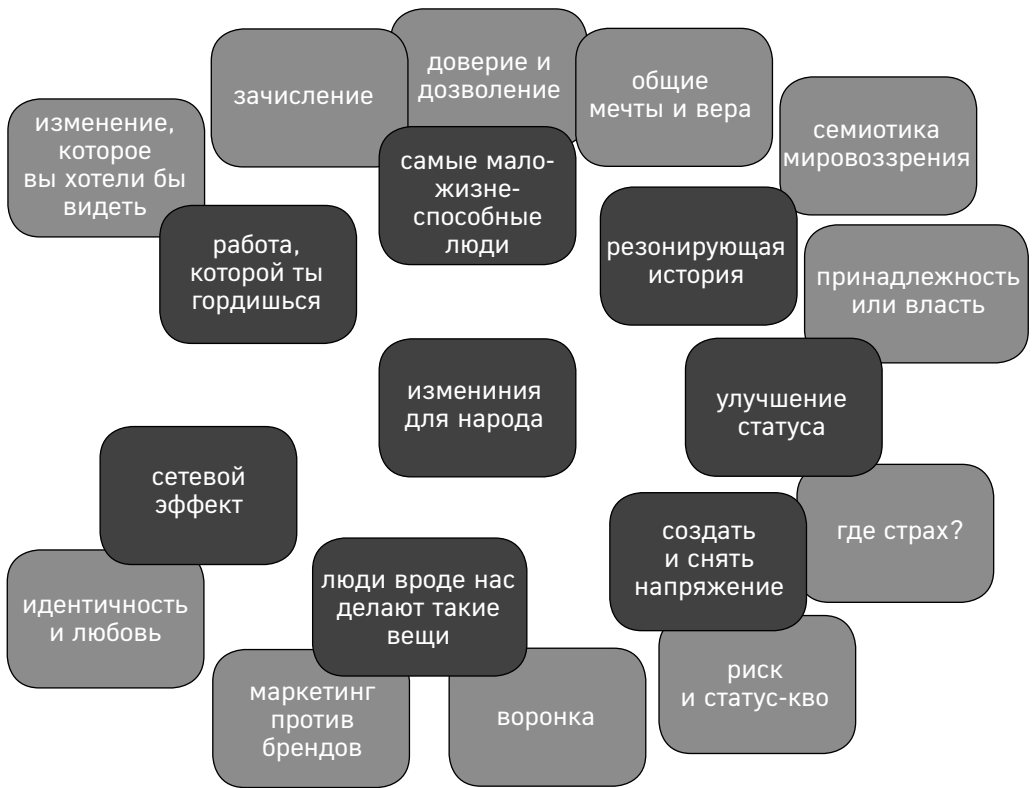 доверие и
дозволение
зачисление
общие
мечты и вера
изменение,
которое
вы хотели бы
видеть
семиотика
мировоззрения
самые мало-
жизне-
способные
люди
работа,
которой ты
гордишься
резонирующая
история
принадлежность
или власть
измениния
для народа
улучшение
статуса
сетевой
эффект
создать
и снять
напряжение
где страх?
люди вроде нас
делают такие
вещи
идентичность
и любовь
маркетинг
против
брендов
воронка
риск
и статус-кво